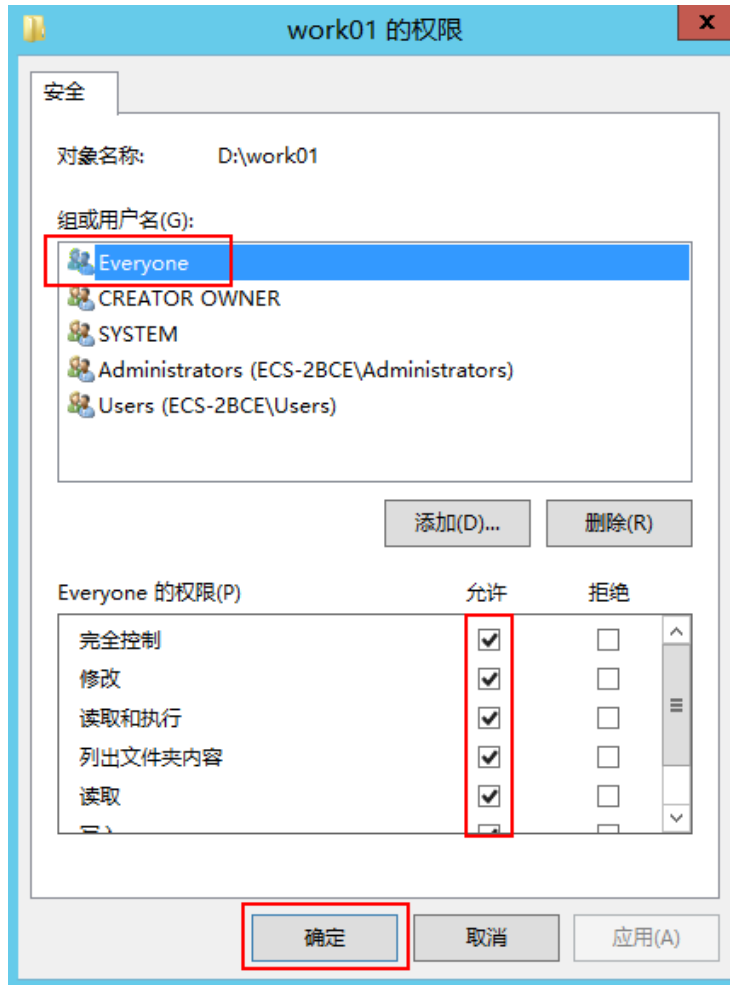 work01 的权限
x
安全
对象名称: D:\work01
组或用户名(G):
Everyone
CREATOR OWNER
SYSTEM
Administrators (ECS-2BCE\Administrators)
Users (ECS-2BCE\Users)
添加(D)... 删除(R)
Everyone 的权限(P) 允许 拒绝
完全控制
修改
读取和执行
列出文件夹内容
读取
确定 取消 应用(A)